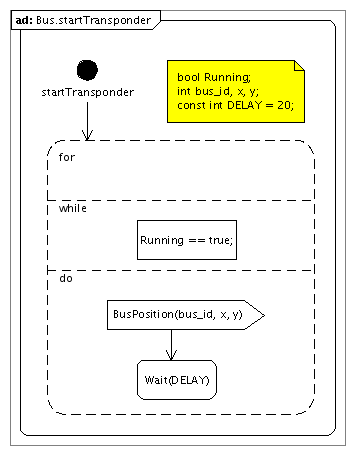 ad: Bus.startTransponder
startTransponder
bool Running;
int bus_id, x, y;
const int DELAY = 20;
for
while
Running == true;
do
BusPosition(bus_id, x, y)
Wait(DELAY)